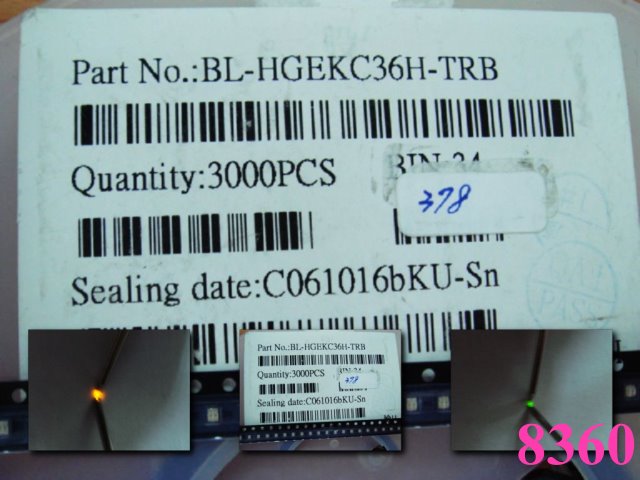 Part No.:BL-HGEKC36H-TRB
Quantity:3000PCS
378
Sealing date:C061016bKU-Sn
Part No.:BL-HGEKC36H-TRB
Quantity:3000PCS
378
Sealing date:C061016bKU-Sn
8360